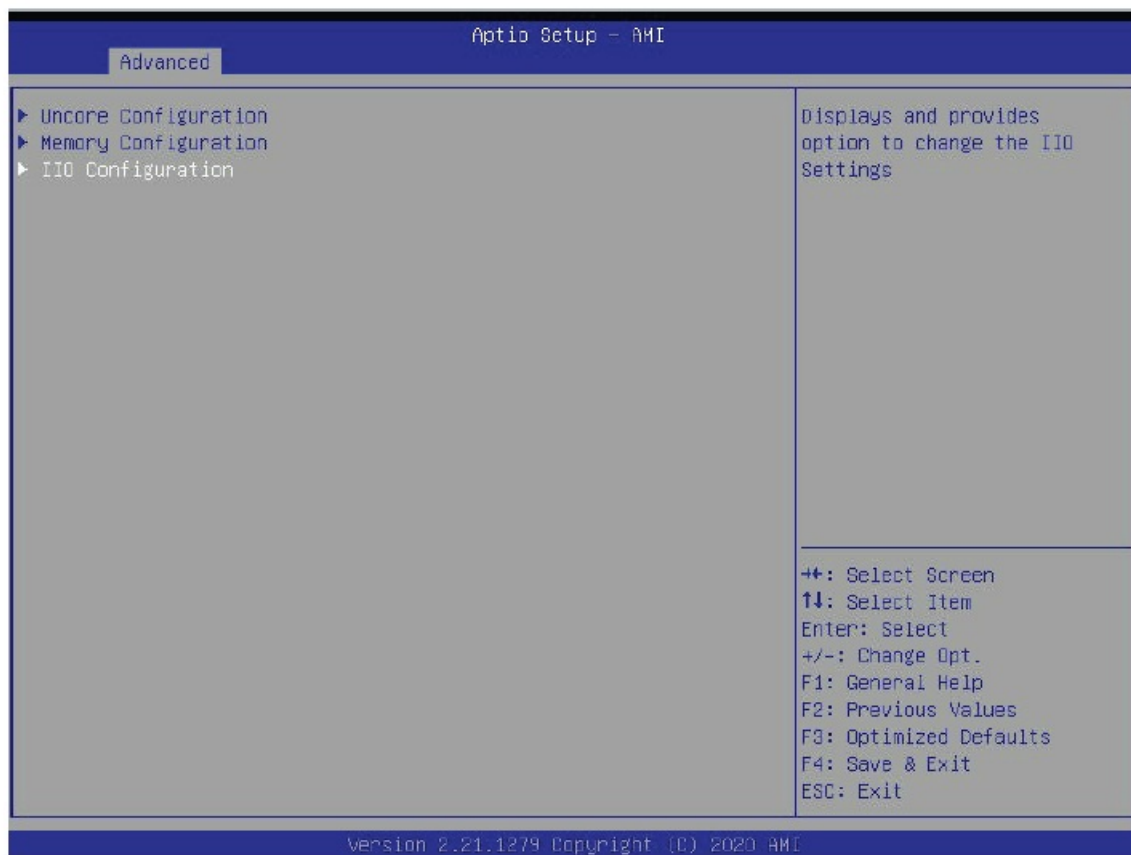 Aptio Setup - AMI
Advanced
▶ Uncore Configuration
▶ Memory Configuration
▶ IIO Configuration
Displays and provides
option to change the IIO
Settings
→←: Select Screen
↑↓: Select Item
Enter: Select
+/-: Change Opt.
F1: General Help
F2: Previous Values
F3: Optimized Defaults
F4: Save & Exit
ESC: Exit
Version 2.21.1279 Copyright (C) 2020 AMI